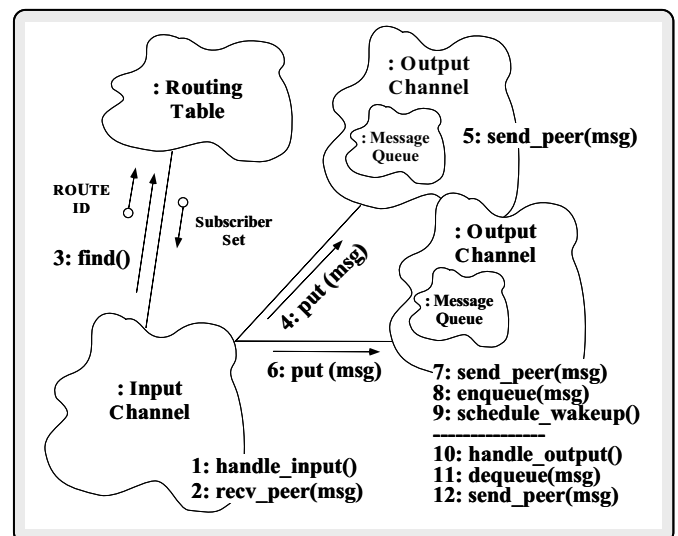 : Routing
Table
ROUTE
ID
Subscriber
Set
3: find()
: Output
Channel
: Message
Queue
5: send_peer(msg)
4: put (msg)
: Output
Channel
: Message
Queue
6: put (msg)
7: send_peer(msg)
8: enqueue(msg)
9: schedule_wakeup()
---------------
10: handle_output()
11: dequeue(msg)
12: send_peer(msg)
: Input
Channel
1: handle_input()
2: recv_peer(msg)